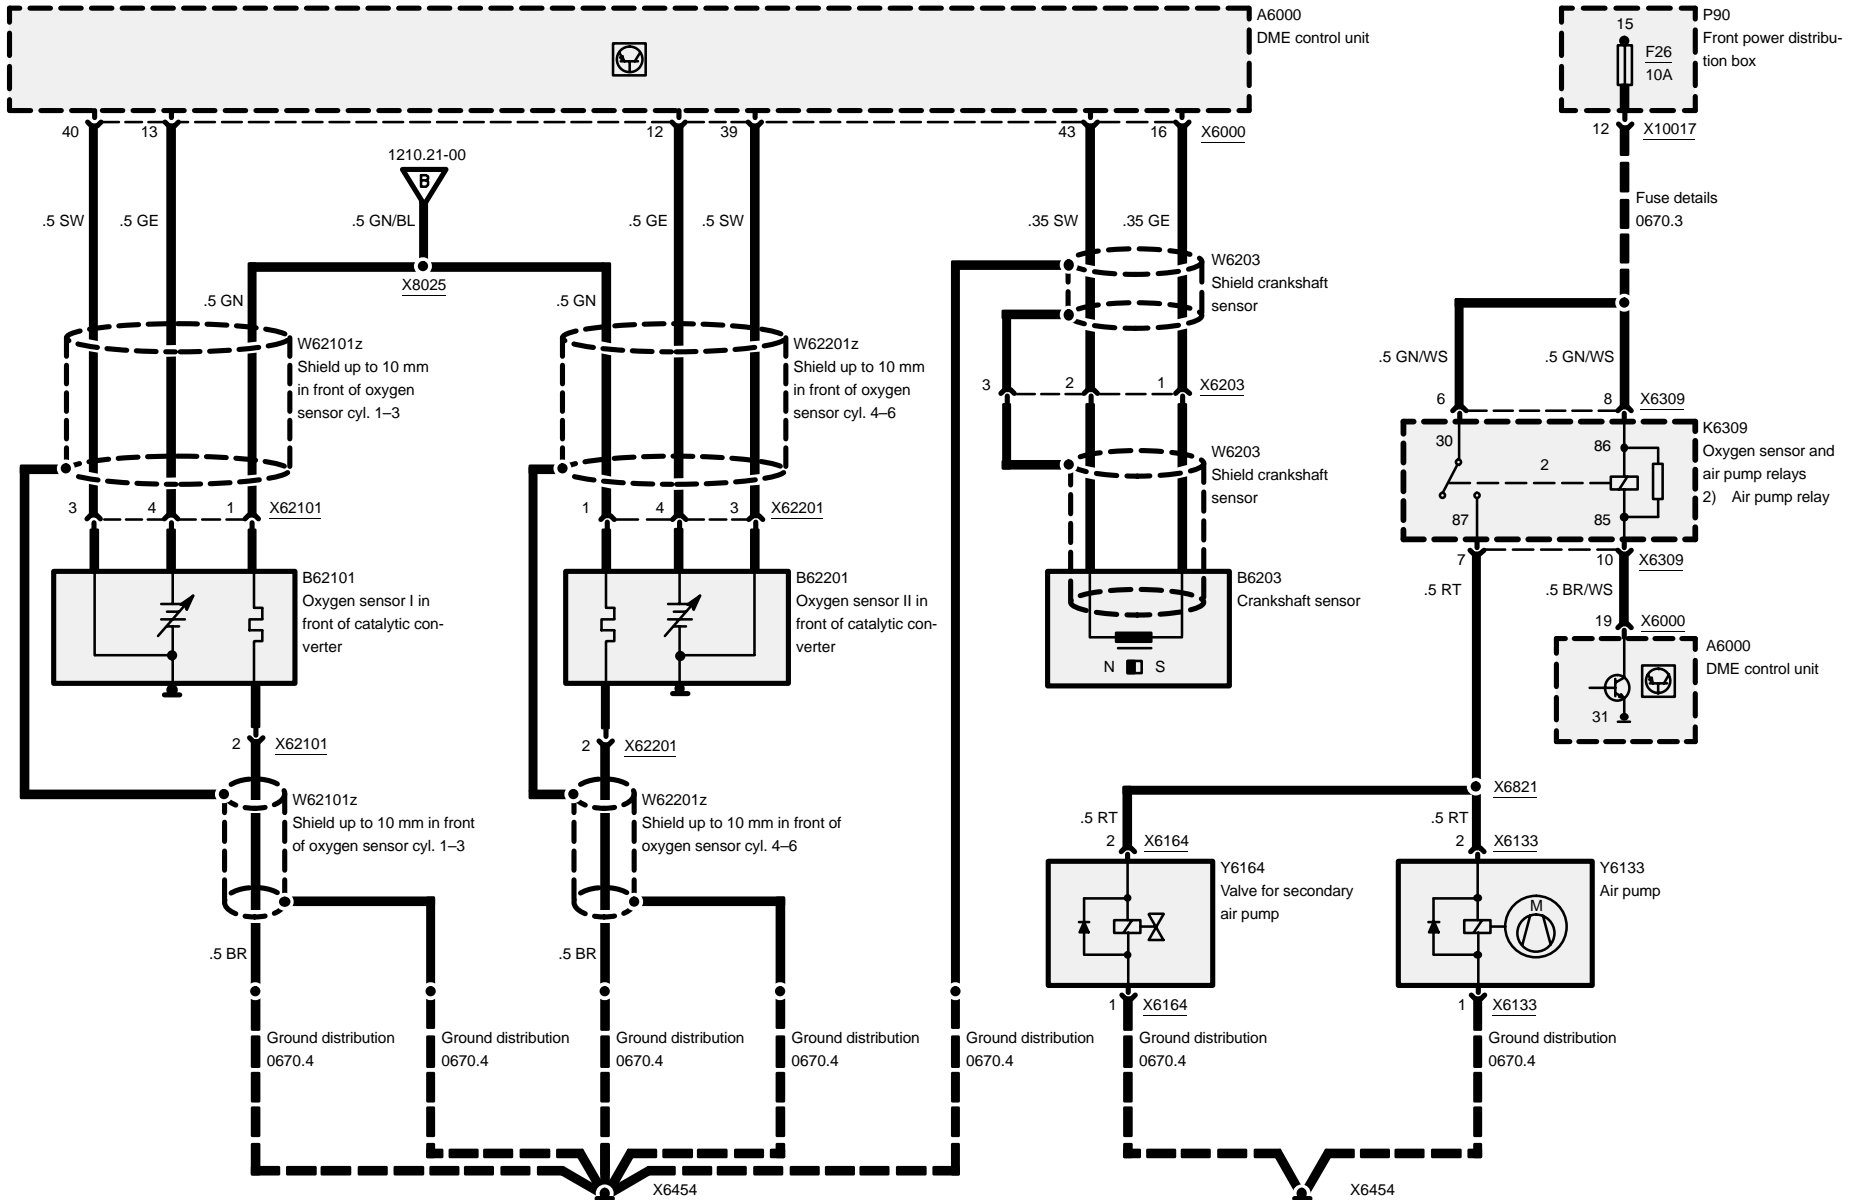 A6000
DME control unit
P90
Front power distribu-
tion box
15
F26
10A
40
13
12
39
43
16
X6000
12
X10017
1210.21-00
B
.5 SW
.5 GE
.5 GN/BL
.5 GE
.5 SW
.35 SW
.35 GE
Fuse details
0670.3
X8025
.5 GN
.5 GN
W6203
Shield crankshaft
sensor
W62101z
Shield up to 10 mm
in front of oxygen
sensor cyl. 1–3
W62201z
Shield up to 10 mm
in front of oxygen
sensor cyl. 4–6
.5 GN/WS
.5 GN/WS
3
2
1
X6203
6
8
X6309
W6203
Shield crankshaft
sensor
30
86
2
87
85
K6309
Oxygen sensor and
air pump relays
2) Air pump relay
3
4
1
X62101
1
4
3
X62201
7
10
X6309
B62101
Oxygen sensor I in
front of catalytic con-
verter
B62201
Oxygen sensor II in
front of catalytic con-
verter
B6203
Crankshaft sensor
N
S
.5 RT
.5 BR/WS
19
X6000
A6000
DME control unit
31
2
X62101
2
X62201
W62101z
Shield up to 10 mm in front
of oxygen sensor cyl. 1–3
W62201z
Shield up to 10 mm in front of
oxygen sensor cyl. 4–6
X6821
.5 RT
.5 RT
2
X6164
2
X6133
Y6164
Valve for secondary
air pump
Y6133
Air pump
M
.5 BR
.5 BR
1
X6164
1
X6133
Ground distribution
0670.4
Ground distribution
0670.4
Ground distribution
0670.4
Ground distribution
0670.4
Ground distribution
0670.4
Ground distribution
0670.4
Ground distribution
0670.4
X6454
X6454